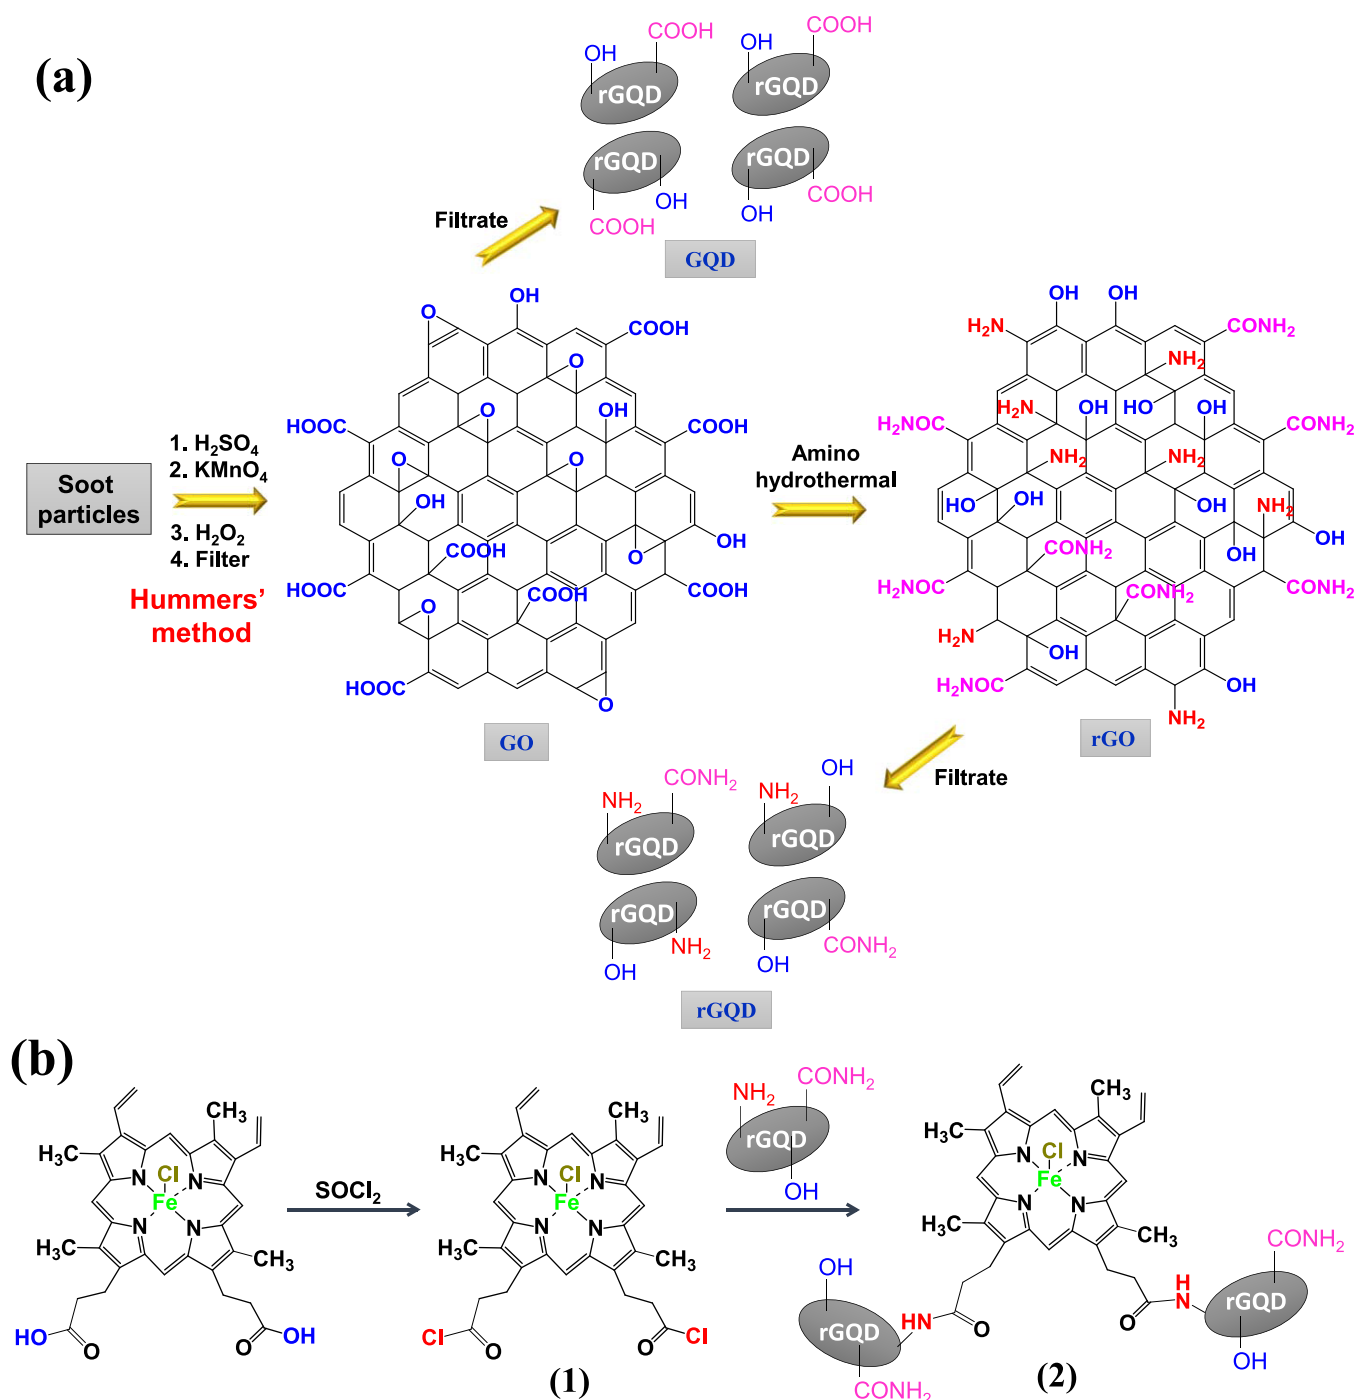 (a)
OH
COOH
rGQD
OH
COOH
rGQD
rGQD
OH
COOH
rGQD
OH
COOH
Filtrate
GQD
O
OH
COOH
O
O
OH
HOOC
COOH
O
O
OH
OH
O
COOH
HOOC
COOH
COOH
O
HOOC
O
GO
Soot
particles
1. H₂SO₄
2. KMnO₄
3. H₂O₂
4. Filter
Hummers'
method
Amino
hydrothermal
OH
OH
H₂N
CONH₂
NH₂
H₂N
OH
HO
OH
H₂NOC
CONH₂
NH₂
NH₂
HO
OH
OH
NH₂
OH
OH
CONH₂
H₂NOC
CONH₂
CONH₂
H₂N
OH
H₂NOC
OH
NH₂
rGO
Filtrate
NH₂
CONH₂
rGQD
NH₂
OH
rGQD
rGQD
OH
NH₂
rGQD
OH
CONH₂
rGQD
(b)
CH₃
H₃C
Cl
N
N
Fe
N
N
H₃C
CH₃
HO
O
O
OH
SOCl₂
CH₃
H₃C
Cl
N
N
Fe
N
N
H₃C
CH₃
Cl
O
O
Cl
(1)
NH₂
CONH₂
rGQD
OH
CH₃
H₃C
Cl
N
N
Fe
N
N
H₃C
CH₃
OH
rGQD
CONH₂
HN
O
O
H
N
CONH₂
rGQD
OH
(2)